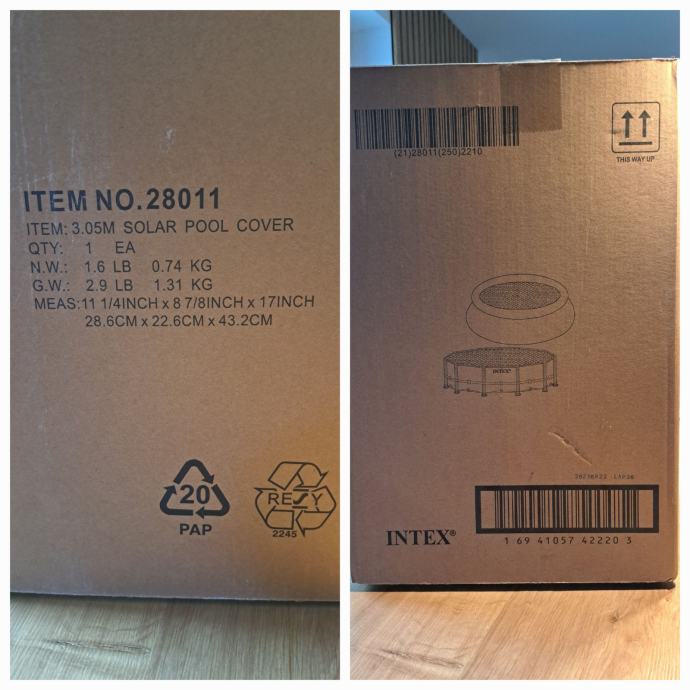 ITEM NO.28011
ITEM: 3.05M SOLAR POOL COVER
QTY: 1 EA
N.W.: 1.6 LB 0.74 KG
G.W.: 2.9 LB 1.31 KG
MEAS:11 1/4INCH x 8 7/8INCH x 17INCH
28.6CM x 22.6CM x 43.2CM
20
PAP
RESY
2245
(21)28011(250)2210
THIS WAY UP
INTEX
INTEX®
1 69 41057 42220 3